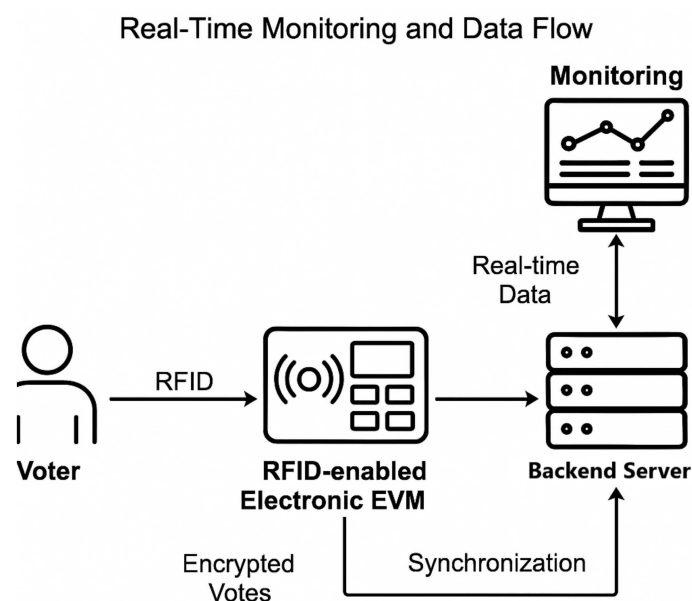 Real-Time Monitoring and Data Flow
Monitoring
Real-time
Data
RFID
Voter
RFID-enabled
Electronic EVM
Backend Server
Encrypted
Votes
Synchronization